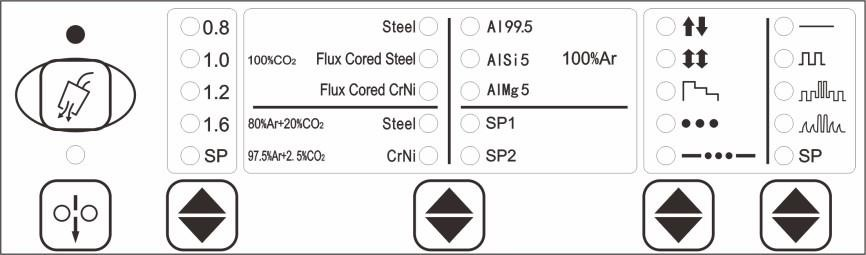 0.8
1.0
1.2
1.6
SP
Steel
100%CO₂ Flux Cored Steel
Flux Cored CrNi
80%Ar+20%CO₂ Steel
97.5%Ar+2.5%CO₂ CrNi
Al99.5
AlSi5 100%Ar
AlMg5
SP1
SP2
SP